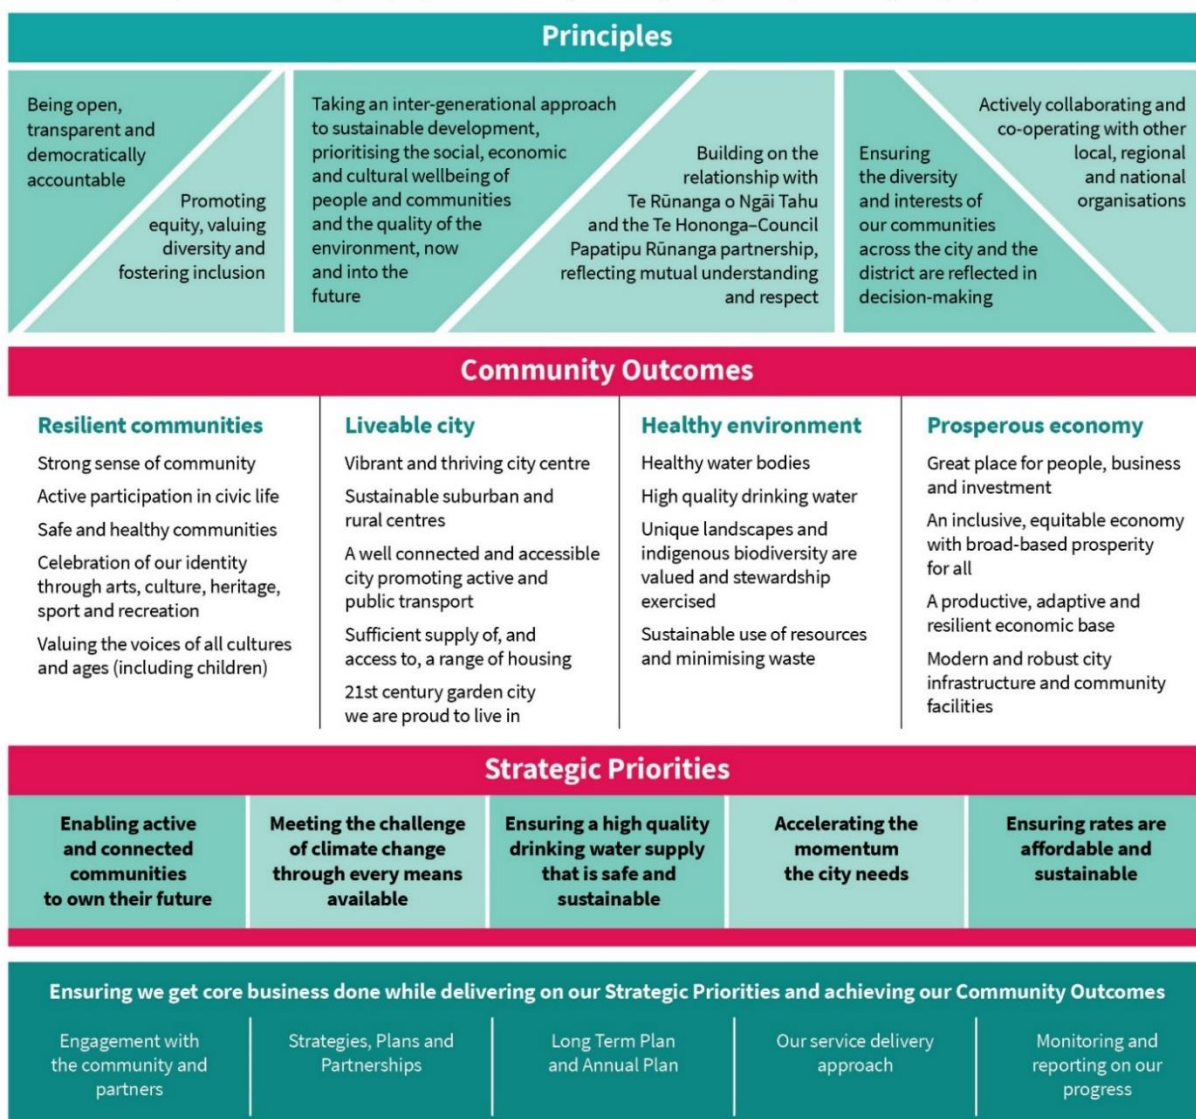 Principles
Being open,
transparent and
democratically
accountable
Promoting
equity, valuing
diversity and
fostering inclusion
Taking an inter-generational approach
to sustainable development,
prioritising the social, economic
and cultural wellbeing of
people and communities
and the quality of the
environment, now
and into the
future
Building on the
relationship with
Te Rūnanga o Ngāi Tahu
and the Te Hononga–Council
Papatipu Rūnanga partnership,
reflecting mutual understanding
and respect
Ensuring
the diversity
and interests of
our communities
across the city and the
district are reflected in
decision-making
Actively collaborating and
co-operating with other
local, regional
and national
organisations
Community Outcomes
Resilient communities
Strong sense of community
Active participation in civic life
Safe and healthy communities
Celebration of our identity
through arts, culture, heritage,
sport and recreation
Valuing the voices of all cultures
and ages (including children)
Liveable city
Vibrant and thriving city centre
Sustainable suburban and
rural centres
A well connected and accessible
city promoting active and
public transport
Sufficient supply of, and
access to, a range of housing
21st century garden city
we are proud to live in
Healthy environment
Healthy water bodies
High quality drinking water
Unique landscapes and
indigenous biodiversity are
valued and stewardship
exercised
Sustainable use of resources
and minimising waste
Prosperous economy
Great place for people, business
and investment
An inclusive, equitable economy
with broad-based prosperity
for all
A productive, adaptive and
resilient economic base
Modern and robust city
infrastructure and community
facilities
Strategic Priorities
Enabling active
and connected
communities
to own their future
Meeting the challenge
of climate change
through every means
available
Ensuring a high quality
drinking water supply
that is safe and
sustainable
Accelerating the
momentum
the city needs
Ensuring rates are
affordable and
sustainable
Ensuring we get core business done while delivering on our Strategic Priorities and achieving our Community Outcomes
Engagement with
the community and
partners
Strategies, Plans and
Partnerships
Long Term Plan
and Annual Plan
Our service delivery
approach
Monitoring and
reporting on our
progress